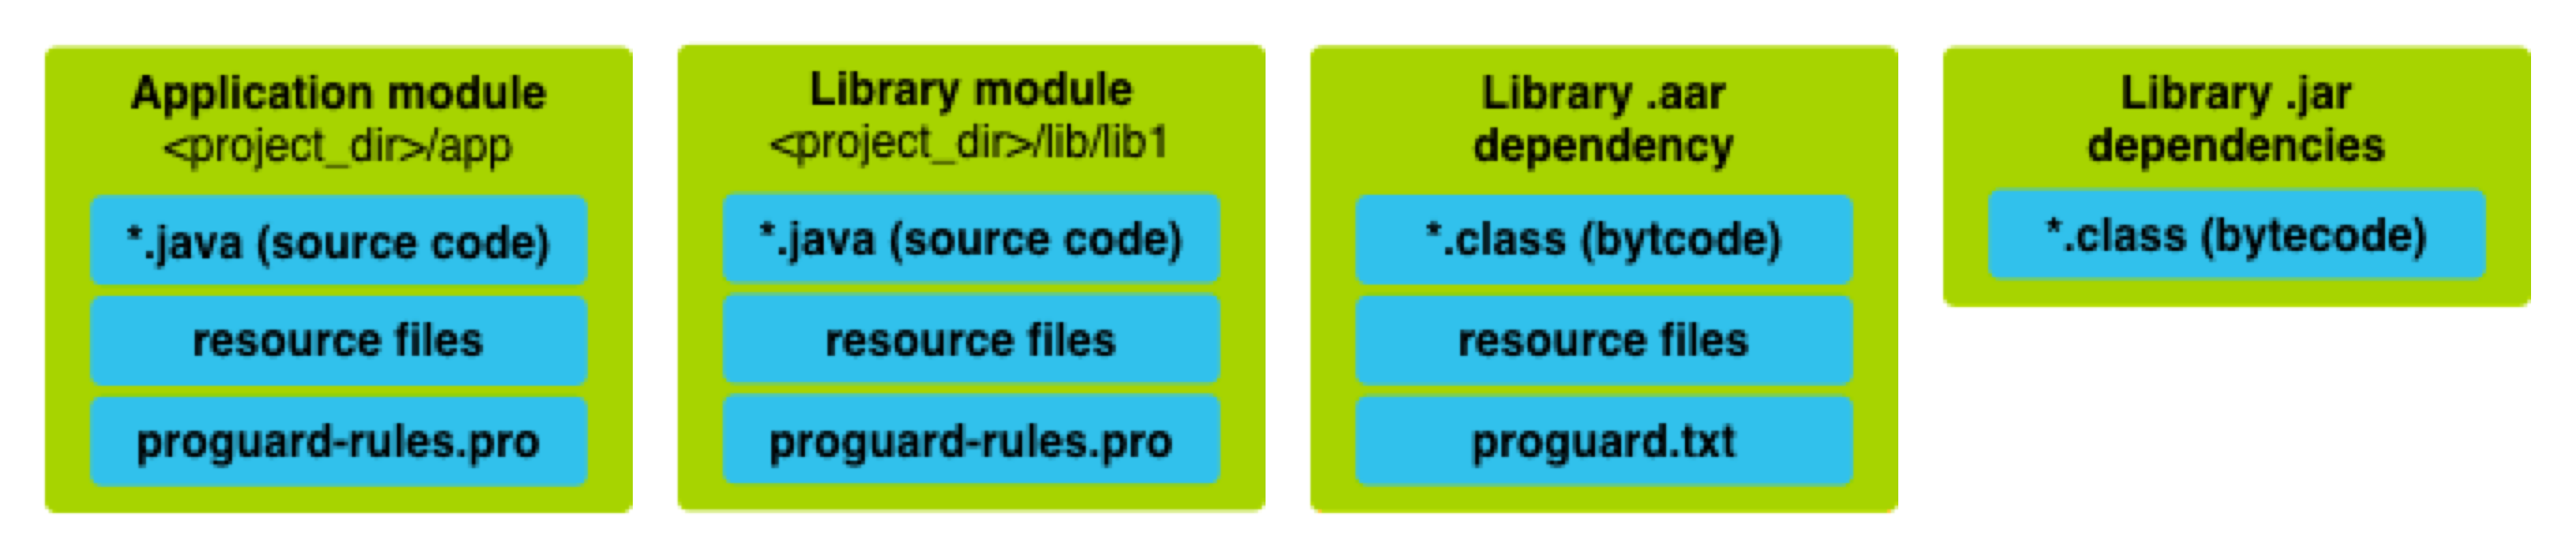 Application module
<project_dir>/app
*.java (source code)
resource files
proguard-rules.pro
Library module
<project_dir>/lib/lib1
*.java (source code)
resource files
proguard-rules.pro
Library .aar
dependency
*.class (bytcode)
resource files
proguard.txt
Library .jar
dependencies
*.class (bytecode)